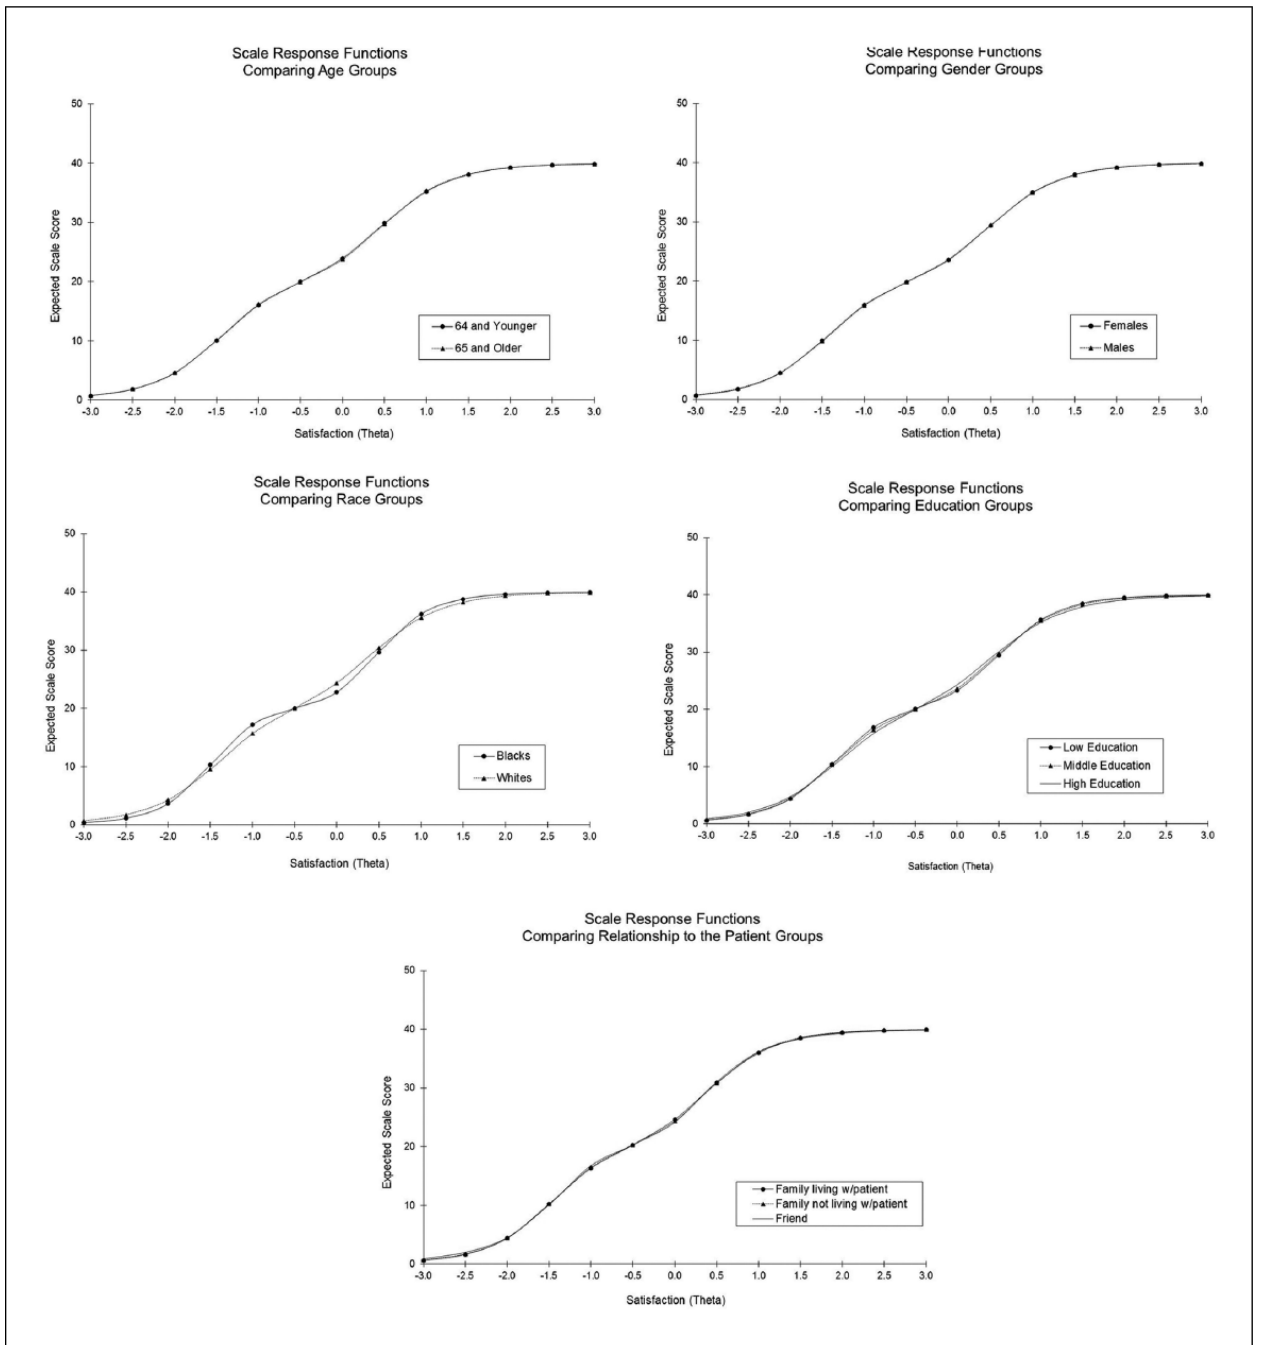 Scale Response Functions
Comparing Age Groups
50
40
30
20
10
0
Expected Scale Score
64 and Younger
65 and Older
-3.0 -2.5 -2.0 -1.5 -1.0 -0.5 0.0 0.5 1.0 1.5 2.0 2.5 3.0
Satisfaction (Theta)
Scale Response Functions
Comparing Gender Groups
50
40
30
20
10
0
Expected Scale Score
Females
Males
-3.0 -2.5 -2.0 -1.5 -1.0 -0.5 0.0 0.5 1.0 1.5 2.0 2.5 3.0
Satisfaction (Theta)
Scale Response Functions
Comparing Race Groups
50
40
30
20
10
0
Expected Scale Score
Blacks
Whites
-3.0 -2.5 -2.0 -1.5 -1.0 -0.5 0.0 0.5 1.0 1.5 2.0 2.5 3.0
Satisfaction (Theta)
Scale Response Functions
Comparing Education Groups
50
40
30
20
10
0
Expected Scale Score
Low Education
Middle Education
High Education
-3.0 -2.5 -2.0 -1.5 -1.0 -0.5 0.0 0.5 1.0 1.5 2.0 2.5 3.0
Satisfaction (Theta)
Scale Response Functions
Comparing Relationship to the Patient Groups
50
40
30
20
10
0
Expected Scale Score
Family living w/patient
Family not living w/patient
Friend
-3.0 -2.5 -2.0 -1.5 -1.0 -0.5 0.0 0.5 1.0 1.5 2.0 2.5 3.0
Satisfaction (Theta)